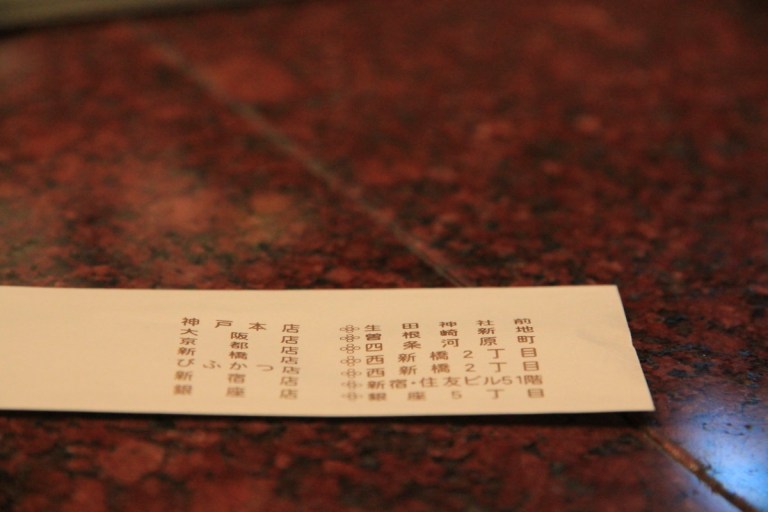 神戸本店 生田神社前
大阪店 曽根崎新地
京都店 四条河原町
新橋店 西新橋2丁目
びふかつ店 西新橋2丁目
新宿店 新宿・住友ビル51階
銀座店 銀座5丁目